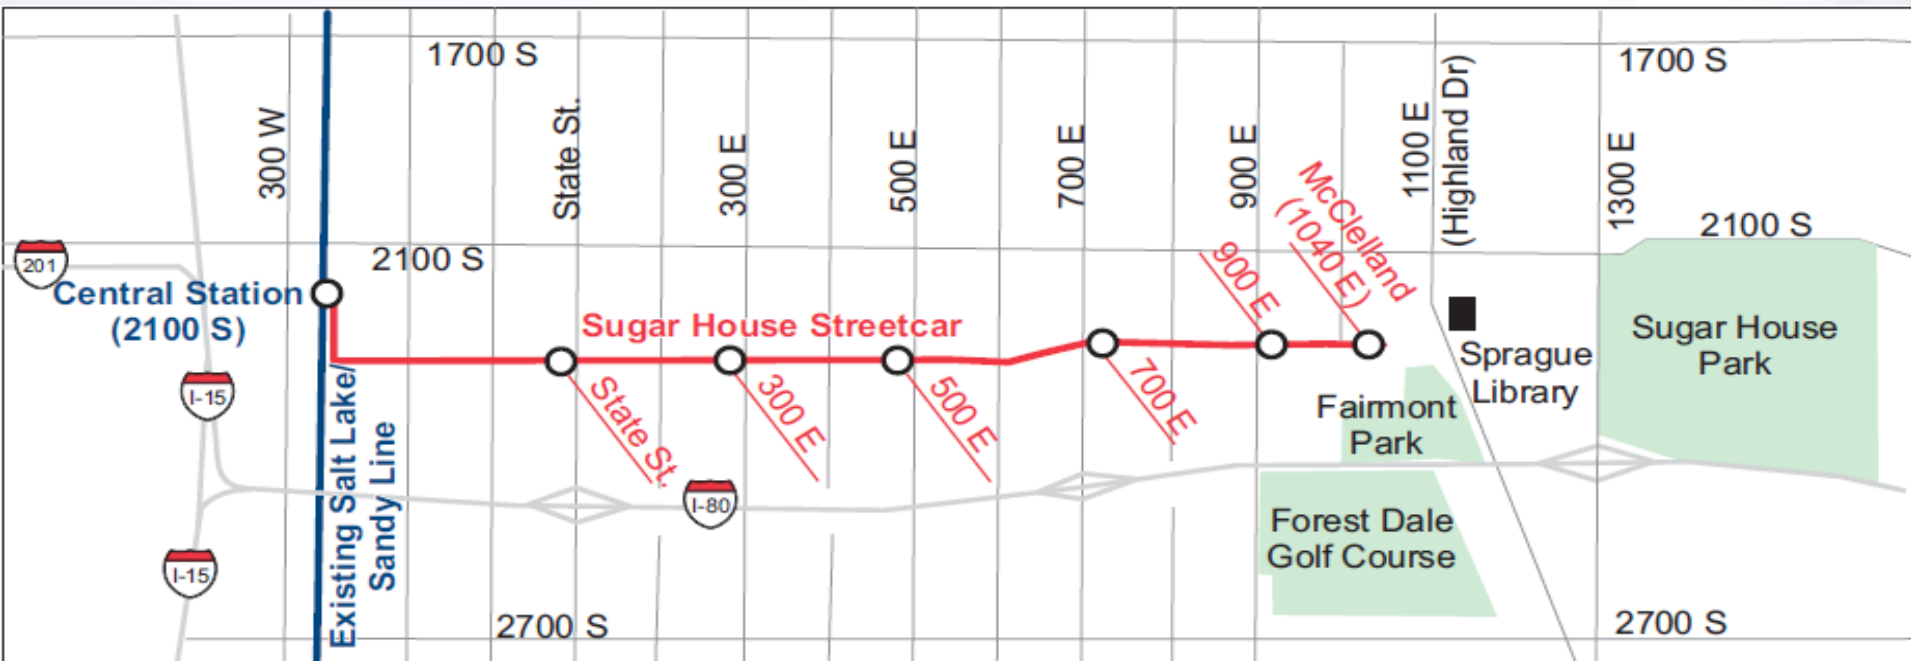 1700 S
1700 S
300 W
State St.
300 E
500 E
700 E
900 E
1100 E
(Highland Dr)
1300 E
McClelland
(1040 E)
900 E
2100 S
2100 S
201
Central Station
(2100 S)
Sugar House Streetcar
Sugar House
Park
Sprague
Library
I-15
State St.
300 E
500 E
700 E
Fairmont
Park
Existing Salt Lake/
Sandy Line
I-80
Forest Dale
Golf Course
I-15
2700 S
2700 S